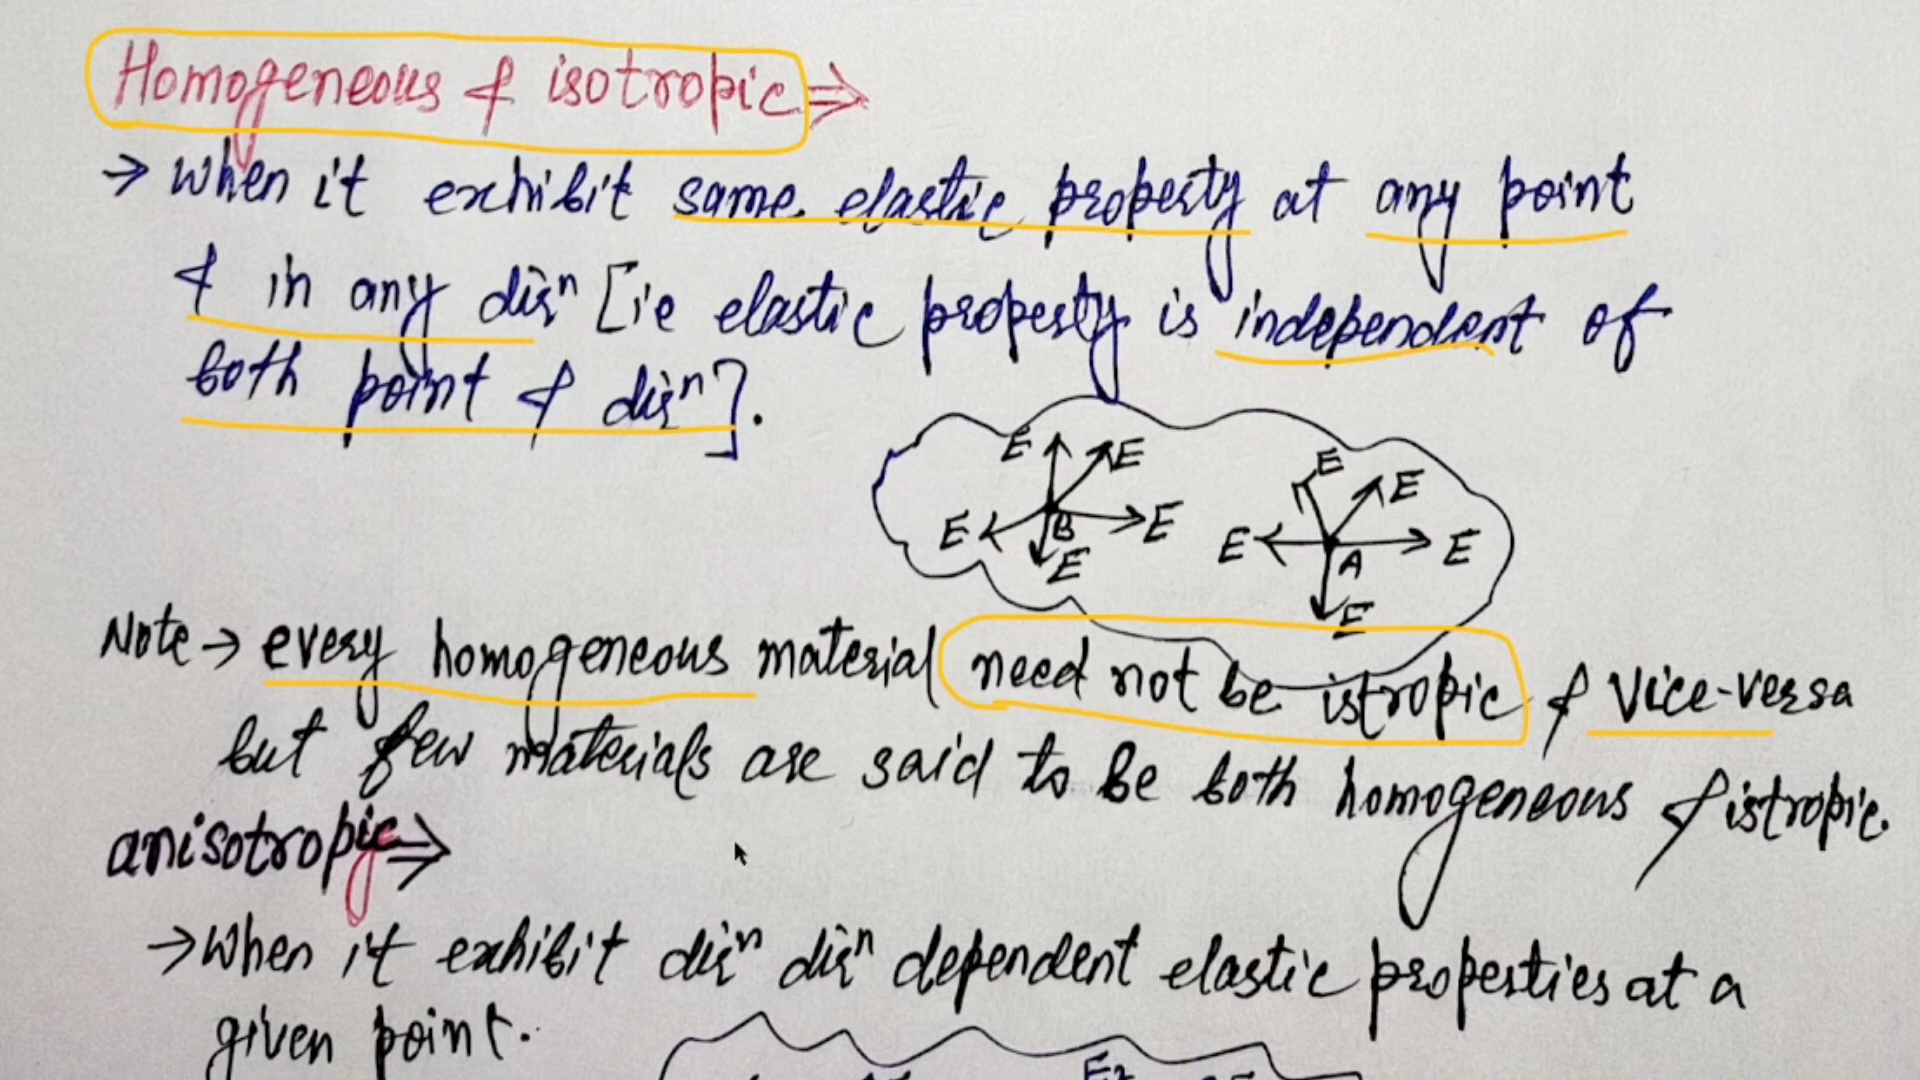 Homogeneous & isotropic ⇒
→ when it exhibit same elastic property at any point
& in any dirⁿ [ie elastic property is independent of
both point & dirⁿ].
E E E E E B
E E E E E A
Note → every homogeneous material need not be istropic & vice-versa
but few materials are said to be both homogeneous & istropic.
anisotropic ⇒
→ when it exhibit dirⁿ dirⁿ dependent elastic properties at a
given point.
E₂